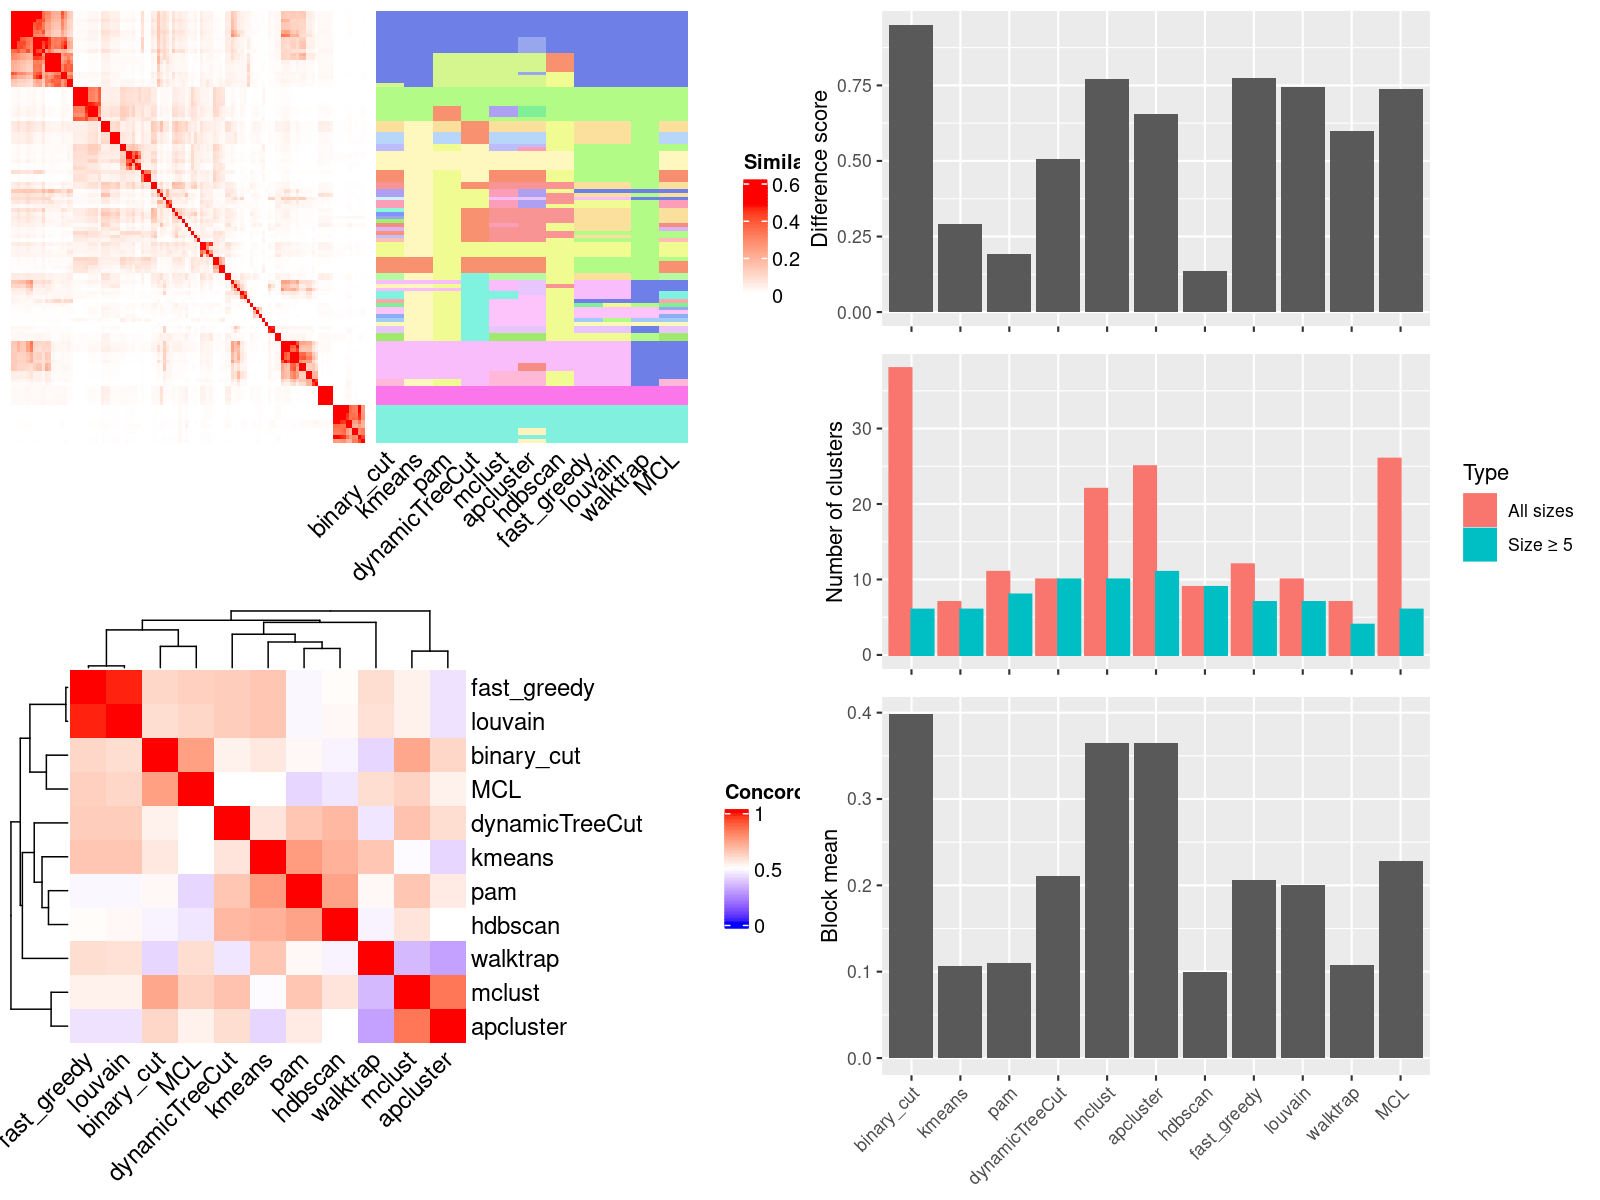 Simila
0.6
0.4
0.2
0
binary_cut
kmeans
pam
dynamicTreeCut
mclust
apcluster
hdbscan
fast_greedy
louvain
walktrap
MCL
Difference score
0.75
0.50
0.25
0.00
Number of clusters
30
20
10
0
Type
All sizes
Size ≥ 5
Block mean
0.4
0.3
0.2
0.1
0.0
binary_cut
kmeans
pam
dynamicTreeCut
mclust
apcluster
hdbscan
fast_greedy
louvain
walktrap
MCL
fast_greedy
louvain
binary_cut
MCL
dynamicTreeCut
kmeans
pam
hdbscan
walktrap
mclust
apcluster
Concord
1
0.5
0
fast_greedy
louvain
binary_cut
MCL
dynamicTreeCut
kmeans
pam
hdbscan
walktrap
mclust
apcluster